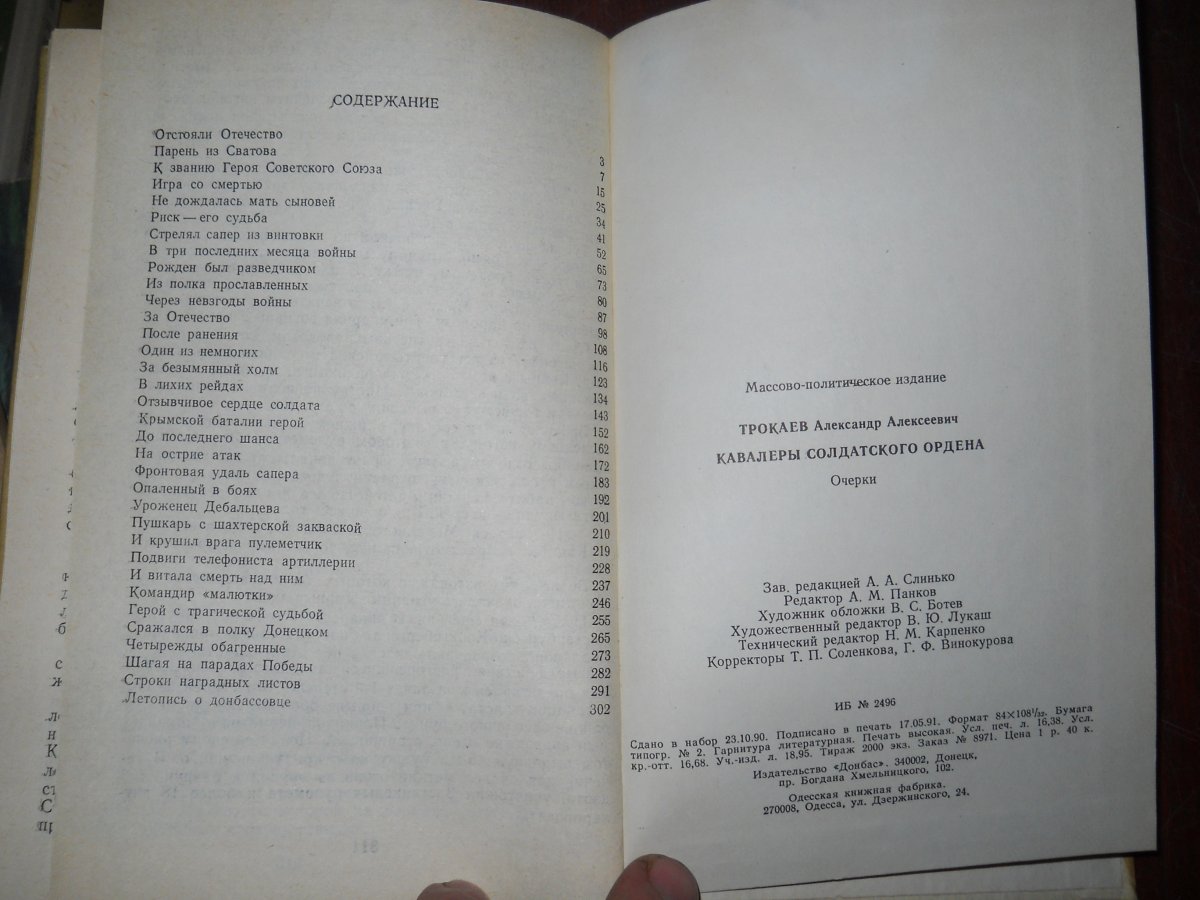 СОДЕРЖАНИЕ
Отстояли Отечество 3
Парень из Сватова 7
К званию Героя Советского Союза 15
Игра со смертью 25
Не дождалась мать сыновей 34
Риск — его судьба 41
Стрелял сапер из винтовки 52
В три последних месяца войны 65
Рожден был разведчиком 73
Из полка прославленных 80
Через невзгоды войны 87
За Отечество 98
После ранения 108
Один из немногих 116
За безымянный холм 123
В лихих рейдах 134
Отзывчивое сердце солдата 143
Крымской баталии герой 152
До последнего шанса 162
На острие атак 172
Фронтовая удаль сапера 183
Опаленный в боях 192
Уроженец Дебальцева 201
Пушкарь с шахтерской закваской 210
И крушил врага пулеметчик 219
Подвиги телефониста артиллерии 228
И витала смерть над ним 237
Командир «малютки» 246
Герой с трагической судьбой 255
Сражался в полку Донецком 265
Четырежды обагренные 273
Шагая на парадах Победы 282
Строки наградных листов 291
Летопись о донбассовце 302
Массово-политическое издание
ТРОКАЕВ Александр Алексеевич
КАВАЛЕРЫ СОЛДАТСКОГО ОРДЕНА
Очерки
Зав. редакцией А. А. Слинько
Редактор А. М. Панков
Художник обложки В. С. Ботев
Художественный редактор В. Ю. Лукаш
Технический редактор Н. М. Карпенко
Корректоры Т. П. Соленкова, Г. Ф. Винокурова
ИБ № 2496
Сдано в набор 23.10.90. Подписано в печать 17.05.91. Формат 84×108¹/₃₂. Бумага
типогр. № 2. Гарнитура литературная. Печать высокая. Усл. печ. л. 16,38. Усл.
кр.-отт. 16,68. Уч.-изд. л. 18,95. Тираж 2000 экз. Заказ № 8971. Цена 1 р. 40 к.
Издательство «Донбас». 340002, Донецк,
пр. Богдана Хмельницкого, 102.
Одесская книжная фабрика.
270008, Одесса, ул. Дзержинского, 24.